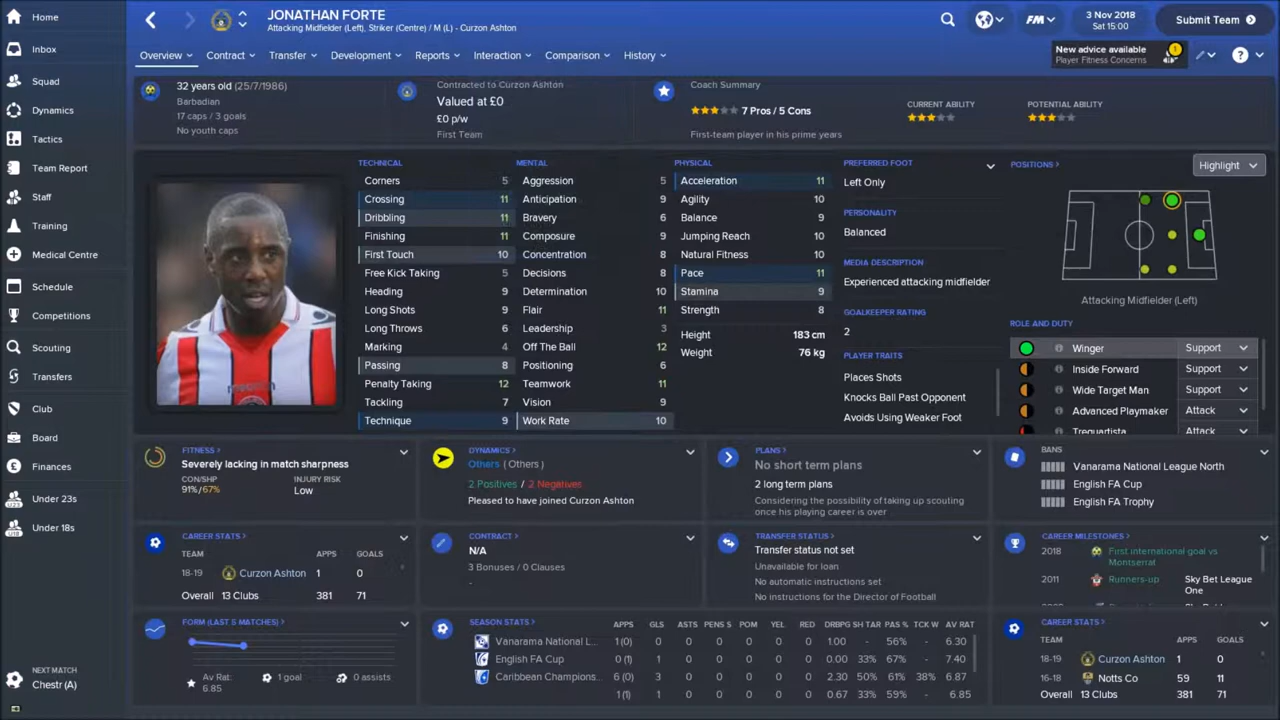 Home
Inbox
Squad
Dynamics
Tactics
Team Report
Staff
Training
Medical Centre
Schedule
Competitions
Scouting
Transfers
Club
Board
Finances
Under 23s
Under 18s
NEXT MATCH
Chestr (A)
JONATHAN FORTE
Attacking Midfielder (Left), Striker (Centre) / M (L) - Curzon Ashton
FM
3 Nov 2018
Sat 15:00
Submit Team
Overview Contract Transfer Development Reports Interaction Comparison History
New advice available
Player Fitness Concerns
1
?
32 years old (25/7/1986)
Barbadian
17 caps / 3 goals
No youth caps
Contracted to Curzon Ashton
Valued at £0
£0 p/w
First Team
Coach Summary
7 Pros / 5 Cons
First-team player in his prime years
CURRENT ABILITY
POTENTIAL ABILITY
TECHNICAL
Corners 5
Crossing 11
Dribbling 11
Finishing 11
First Touch 10
Free Kick Taking 5
Heading 9
Long Shots 9
Long Throws 6
Marking 4
Passing 8
Penalty Taking 12
Tackling 7
Technique 9
MENTAL
Aggression 5
Anticipation 9
Bravery 6
Composure 9
Concentration 8
Decisions 8
Determination 10
Flair 11
Leadership 3
Off The Ball 12
Positioning 6
Teamwork 11
Vision 9
Work Rate 10
PHYSICAL
Acceleration 11
Agility 10
Balance 9
Jumping Reach 10
Natural Fitness 10
Pace 11
Stamina 9
Strength 8
Height 183 cm
Weight 76 kg
PREFERRED FOOT
Left Only
PERSONALITY
Balanced
MEDIA DESCRIPTION
Experienced attacking midfielder
GOALKEEPER RATING
2
PLAYER TRAITS
Places Shots
Knocks Ball Past Opponent
Avoids Using Weaker Foot
POSITIONS
Highlight
Attacking Midfielder (Left)
ROLE AND DUTY
Winger Support
Inside Forward Support
Wide Target Man Support
Advanced Playmaker Attack
Trequartista Attack
FITNESS
Severely lacking in match sharpness
CON/SHP
91%/67%
INJURY RISK
Low
DYNAMICS
Others ( Others )
2 Positives / 2 Negatives
Pleased to have joined Curzon Ashton
PLANS
No short term plans
2 long term plans
Considering the possibility of taking up scouting
once his playing career is over
BANS
Vanarama National League North
English FA Cup
English FA Trophy
CAREER STATS
TEAM APPS GOALS
18-19 Curzon Ashton 1 0
Overall 13 Clubs 381 71
CONTRACT
N/A
3 Bonuses / 0 Clauses
-
TRANSFER STATUS
Transfer status not set
Unavailable for loan
No automatic instructions set
No instructions for the Director of Football
CAREER MILESTONES
2018 First international goal vs
Montserrat
2011 Runners-up Sky Bet League
One
FORM (LAST 5 MATCHES)
Av Rat:
6.85
1 goal
0 assists
SEASON STATS APPS GLS ASTS PENS S POM YEL RED DRBPG SH TAR PAS % TCK W AV RAT
Vanarama National L... 1 (0) 0 0 0 0 0 0 1.00 - 56% - 6.30
English FA Cup 0 (1) 1 0 0 0 0 0 0.00 33% 67% - 7.40
Caribbean Champions... 6 (0) 3 0 0 0 0 0 2.30 50% 61% 38% 6.87
1 (1) 1 0 0 0 0 0 0.67 33% 59% - 6.85
CAREER STATS
TEAM APPS GOALS
18-19 Curzon Ashton 1 0
16-18 Notts Co 59 11
Overall 13 Clubs 381 71